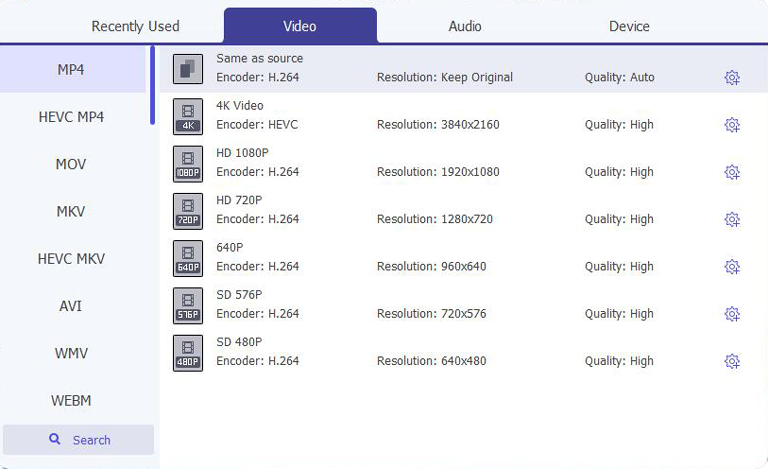 Recently Used Video Audio Device
MP4
HEVC MP4
MOV
MKV
HEVC MKV
AVI
WMV
WEBM
Search
Same as source
Encoder: H.264 Resolution: Keep Original Quality: Auto
4K
4K Video
Encoder: HEVC Resolution: 3840x2160 Quality: High
1080P
HD 1080P
Encoder: H.264 Resolution: 1920x1080 Quality: High
720P
HD 720P
Encoder: H.264 Resolution: 1280x720 Quality: High
640P
640P
Encoder: H.264 Resolution: 960x640 Quality: High
576P
SD 576P
Encoder: H.264 Resolution: 720x576 Quality: High
480P
SD 480P
Encoder: H.264 Resolution: 640x480 Quality: High